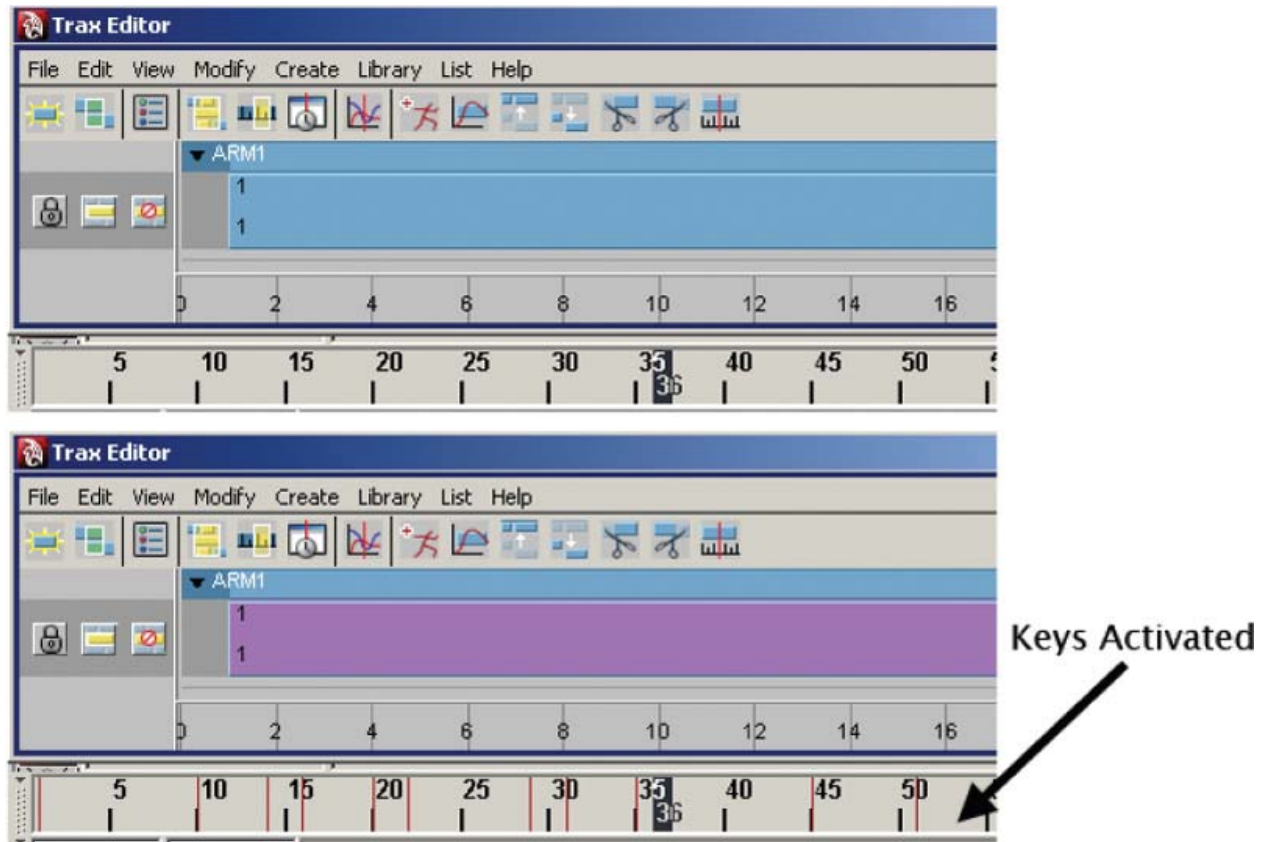 Trax Editor
File Edit View Modify Create Library List Help
ARM1
1
1
0 2 4 6 8 10 12 14 16
5 10 15 20 25 30 35 40 45 50
36
Trax Editor
File Edit View Modify Create Library List Help
ARM1
1
1
Keys Activated
0 2 4 6 8 10 12 14 16
5 10 15 20 25 30 35 40 45 50
36